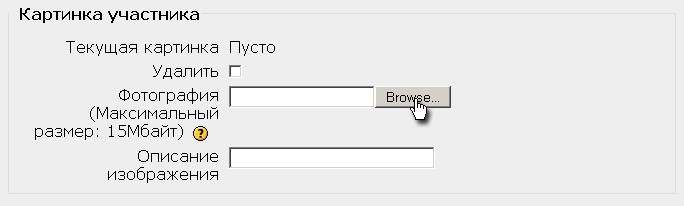 Картинка участника
Текущая картинка Пусто
Удалить
Фотография Browse...
(Максимальный
размер: 15Мбайт) ?
Описание
изображения